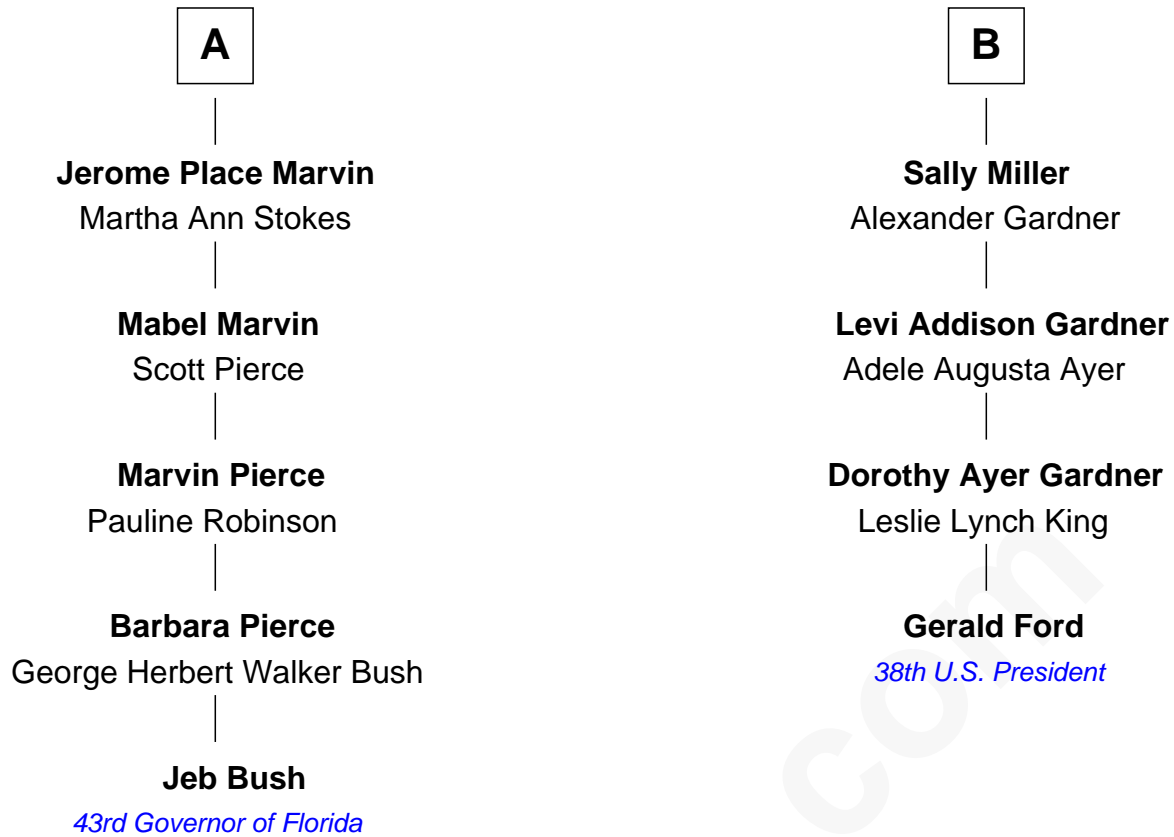 A
Jerome Place Marvin
Martha Ann Stokes
Mabel Marvin
Scott Pierce
Marvin Pierce
Pauline Robinson
Barbara Pierce
George Herbert Walker Bush
Jeb Bush
43rd Governor of Florida
B
Sally Miller
Alexander Gardner
Levi Addison Gardner
Adele Augusta Ayer
Dorothy Ayer Gardner
Leslie Lynch King
Gerald Ford
38th U.S. President
com